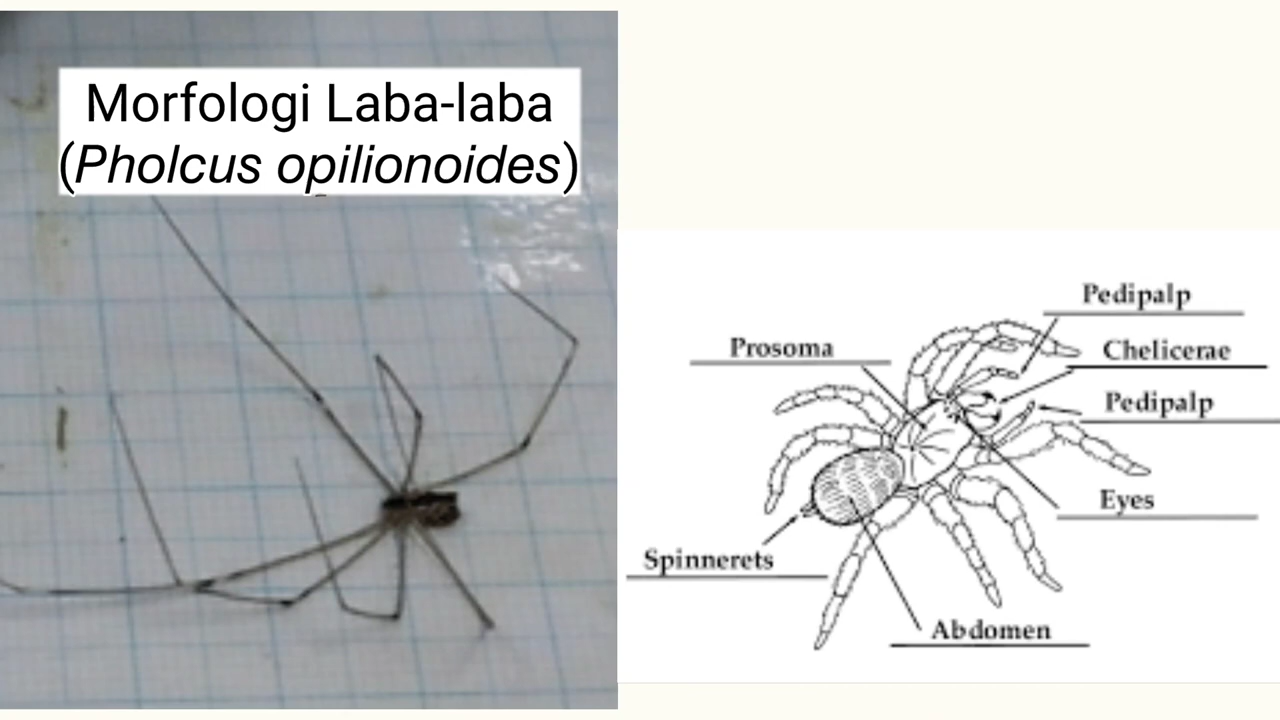 Morfologi Laba-laba
(Pholcus opilionoides)
Pedipalp
Prosoma
Chelicerae
Pedipalp
Eyes
Spinnerets
Abdomen